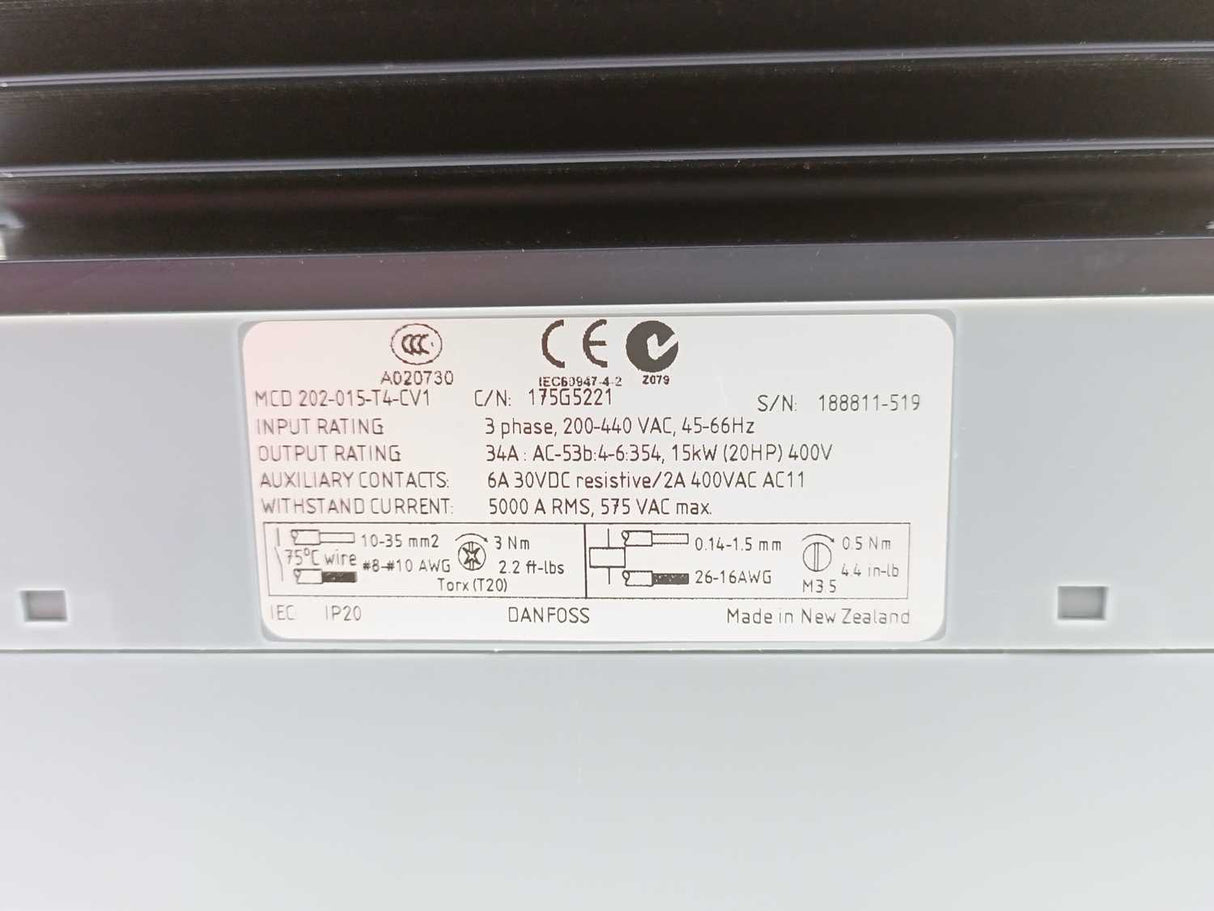 CCC
A020730
CE
IEC60947-4-2
Z079
MCD 202-015-T4-CV1 C/N: 175G5221 S/N: 188811-519
INPUT RATING 3 phase, 200-440 VAC, 45-66Hz
OUTPUT RATING 34A : AC-53b:4-6:354, 15kW (20HP) 400V
AUXILIARY CONTACTS: 6A 30VDC resistive/2A 400VAC AC11
WITHSTAND CURRENT: 5000 A RMS, 575 VAC max.
10-35 mm2 3 Nm 0.14-1.5 mm 0.5 Nm
75°C wire #8-#10 AWG 2.2 ft-lbs 26-16AWG 4.4 in-lb
Torx (T20) M3.5
IEC IP20 DANFOSS Made in New Zealand